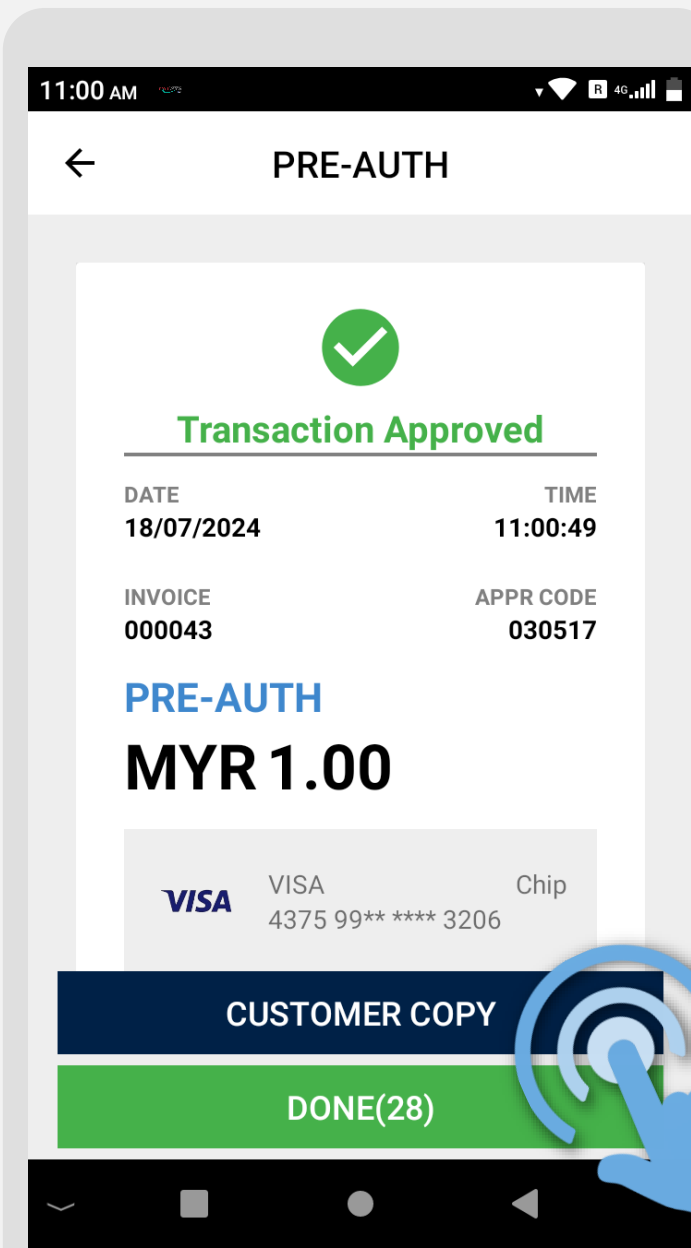 11:00 AM R 4G
PRE-AUTH
Transaction Approved
DATE TIME
18/07/2024 11:00:49
INVOICE APPR CODE
000043 030517
PRE-AUTH
MYR 1.00
VISA VISA Chip
4375 99** **** 3206
CUSTOMER COPY
DONE(28)